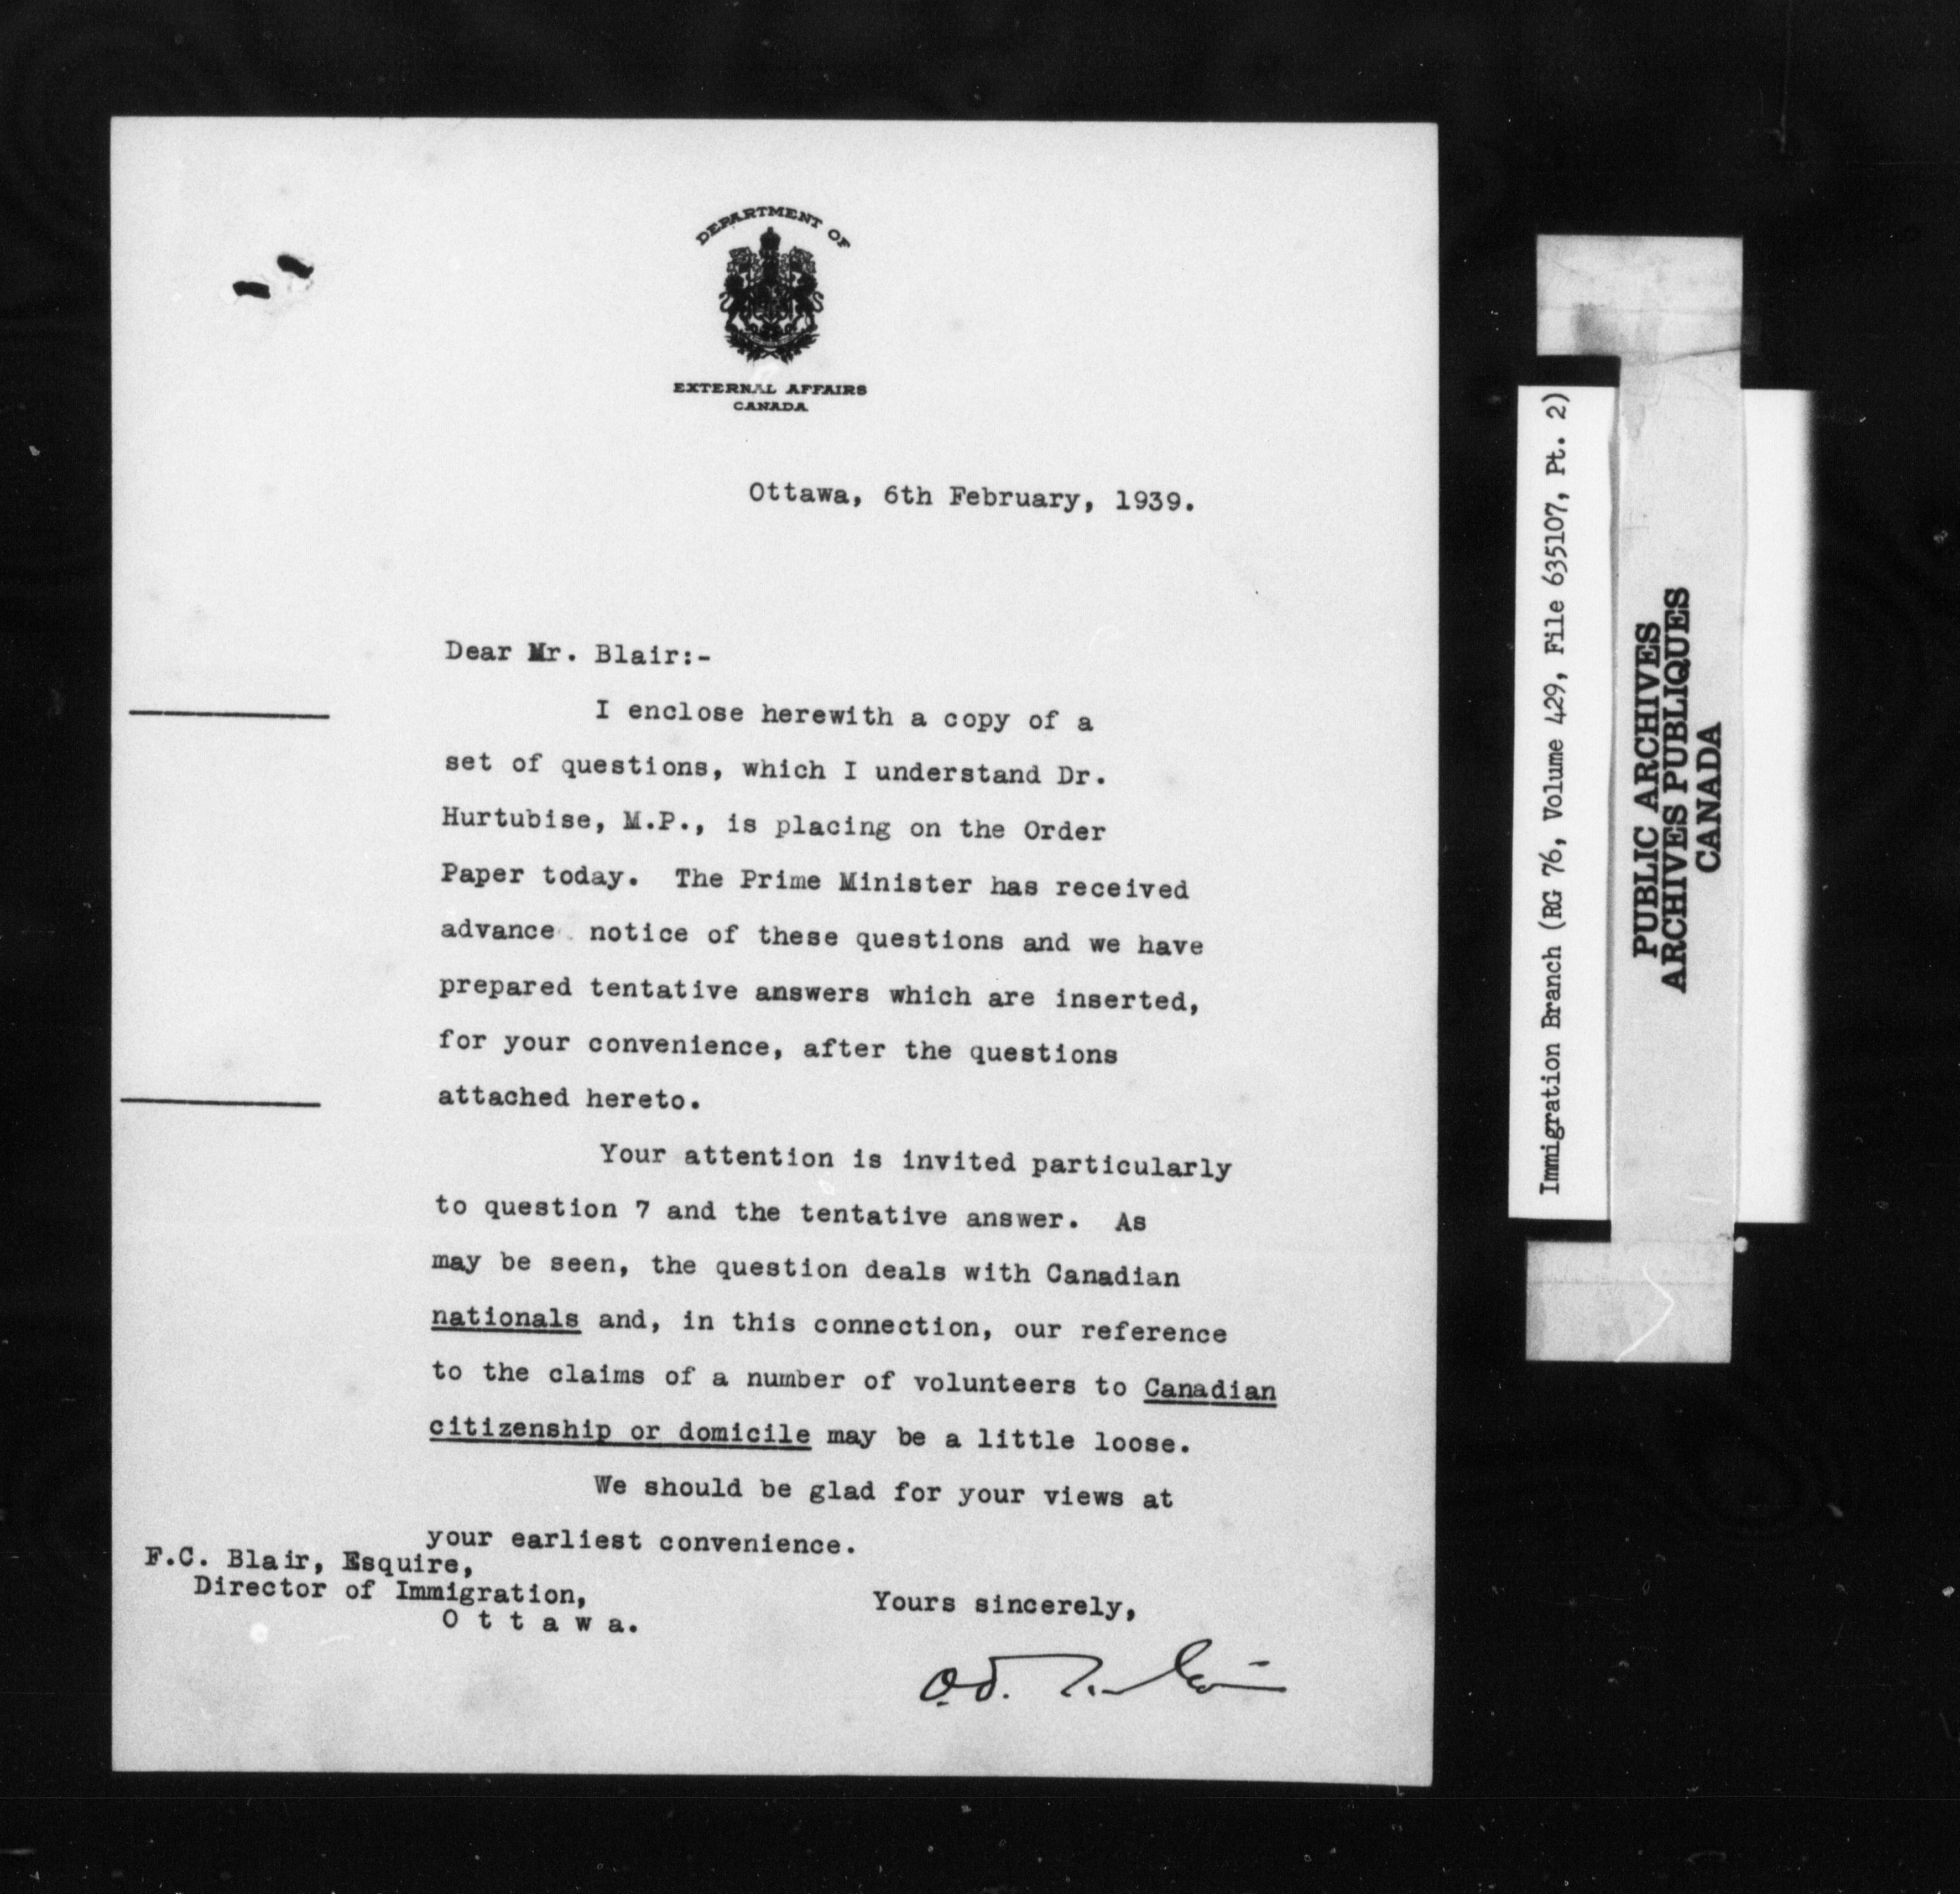 DEPARTMENT OF
EXTERNAL AFFAIRS
CANADA
Ottawa, 6th February, 1939.
Dear Mr. Blair:-
I enclose herewith a copy of a
set of questions, which I understand Dr.
Hurtubise, M.P., is placing on the Order
Paper today. The Prime Minister has received
advance notice of these questions and we have
prepared tentative answers which are inserted,
for your convenience, after the questions
attached hereto.
Your attention is invited particularly
to question 7 and the tentative answer. As
may be seen, the question deals with Canadian
nationals and, in this connection, our reference
to the claims of a number of volunteers to Canadian
citizenship or domicile may be a little loose.
We should be glad for your views at
your earliest convenience.
F.C. Blair, Esquire,
Director of Immigration,
O t t a w a.
Yours sincerely,
O.D.
Immigration Branch (RG 76, Volume 429, File 635107, Pt. 2)
PUBLIC ARCHIVES
ARCHIVES PUBLIQUES
CANADA